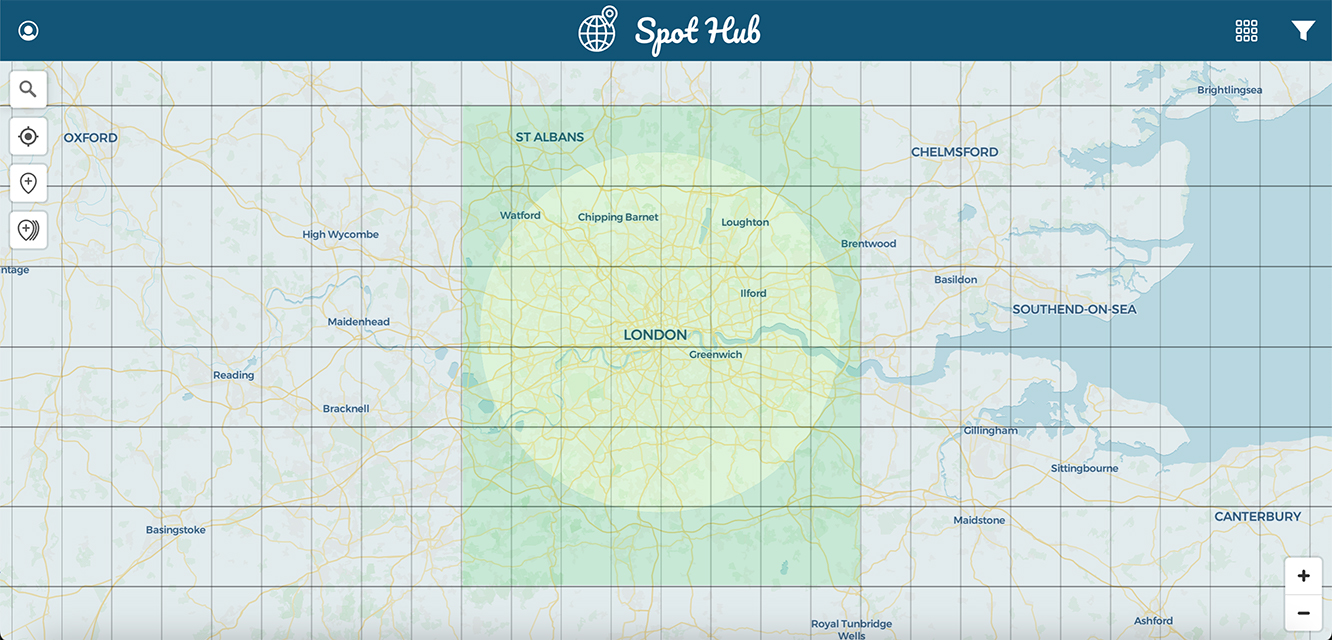 Spot Hub
Brightlingsea
OXFORD
ST ALBANS
CHELMSFORD
Watford
Chipping Barnet
Loughton
High Wycombe
Brentwood
ntage
Basildon
Ilford
SOUTHEND-ON-SEA
Maidenhead
LONDON
Greenwich
Reading
Bracknell
Gillingham
Sittingbourne
Canterbury
Maidstone
Basingstoke
Ashford
Royal Tunbridge
Wells